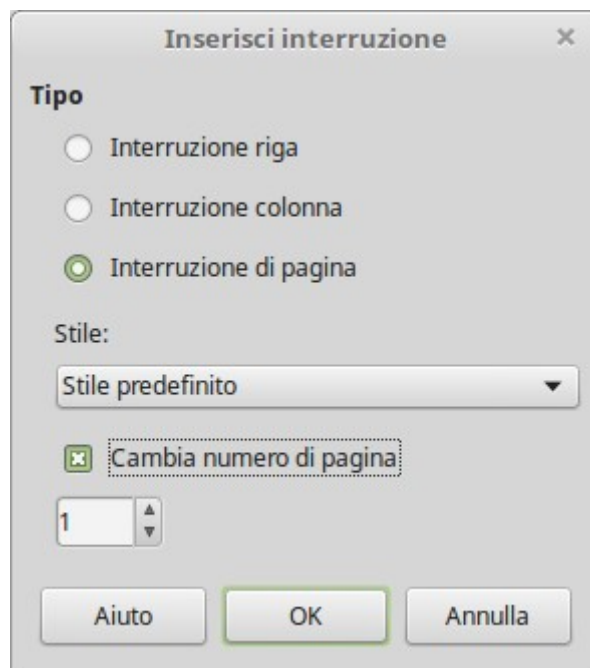 Inserisci interruzione
Tipo
Interruzione riga
Interruzione colonna
Interruzione di pagina
Stile:
Stile predefinito
Cambia numero di pagina
1
Aiuto OK Annulla